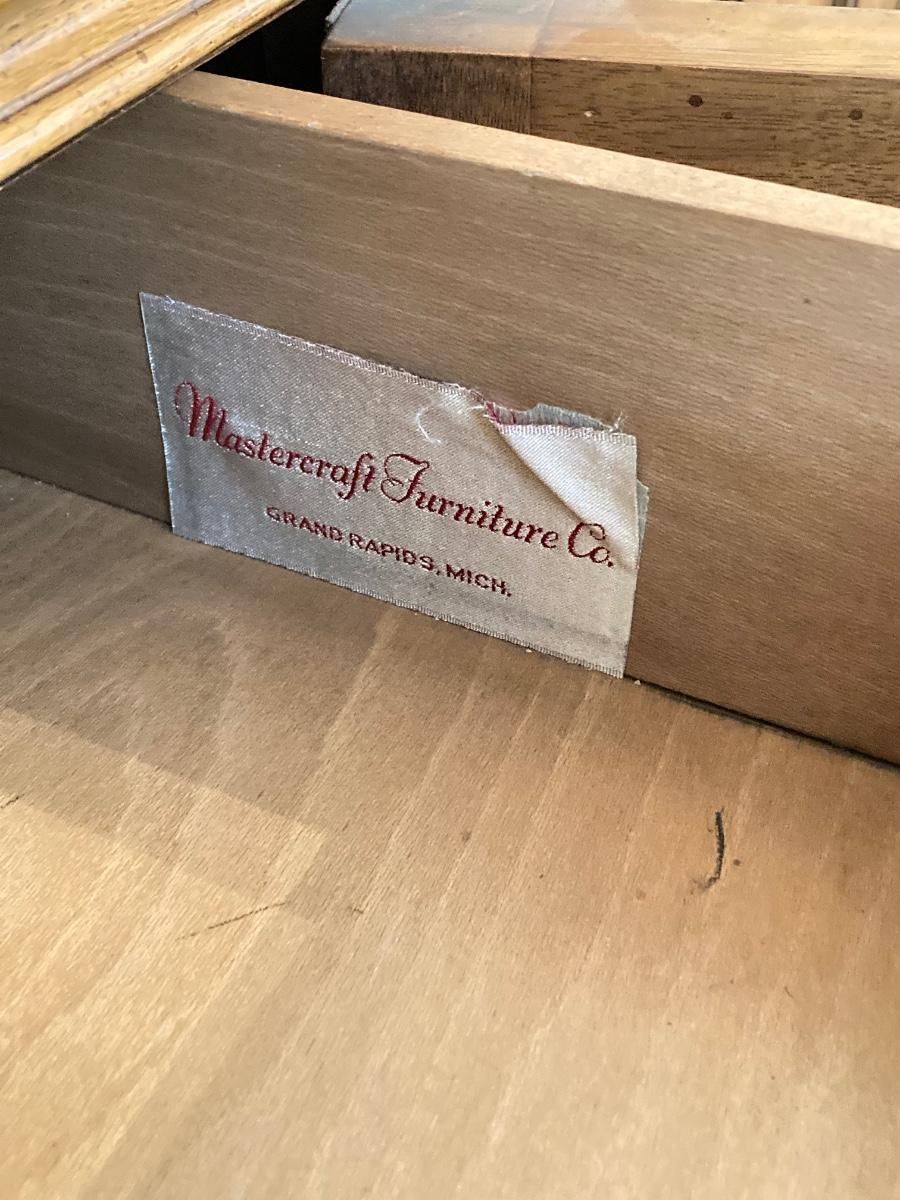 Mastercraft Furniture Co.
GRAND RAPIDS, MICH.